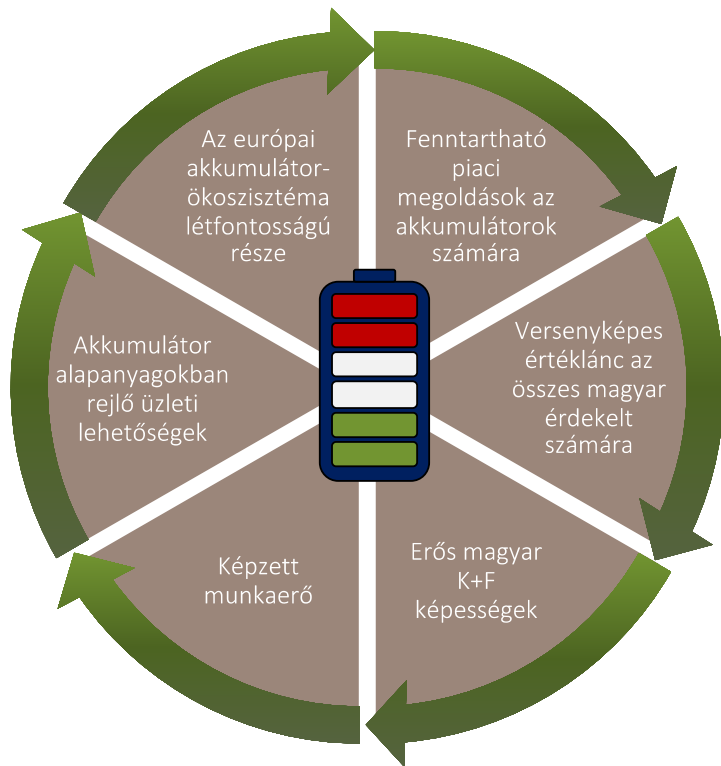 Az európai
akkumulátor-
ökoszisztéma
létfontosságú
része
Fenntartható
piaci
megoldások az
akkumulátorok
számára
Versenyképes
értéklánc az
összes magyar
érdekelt
számára
Erős magyar
K+F
képességek
Képzett
munkaerő
Akkumulátor
alapanyagokban
rejlő üzleti
lehetőségek